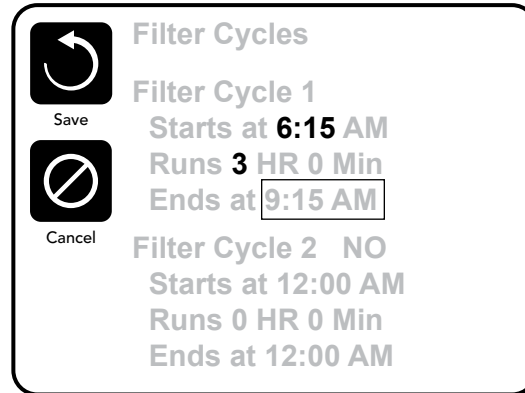 Filter Cycles
Save
Filter Cycle 1
Starts at 6:15 AM
Runs 3 HR 0 Min
Ends at 9:15 AM
Cancel
Filter Cycle 2 NO
Starts at 12:00 AM
Runs 0 HR 0 Min
Ends at 12:00 AM